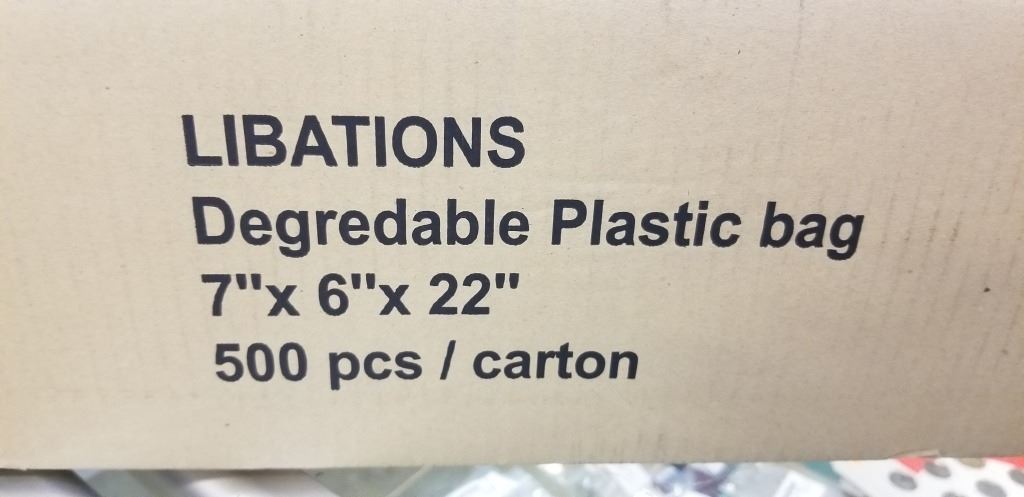 LIBATIONS
Degredable Plastic bag
7"x 6"x 22"
500 pcs / carton